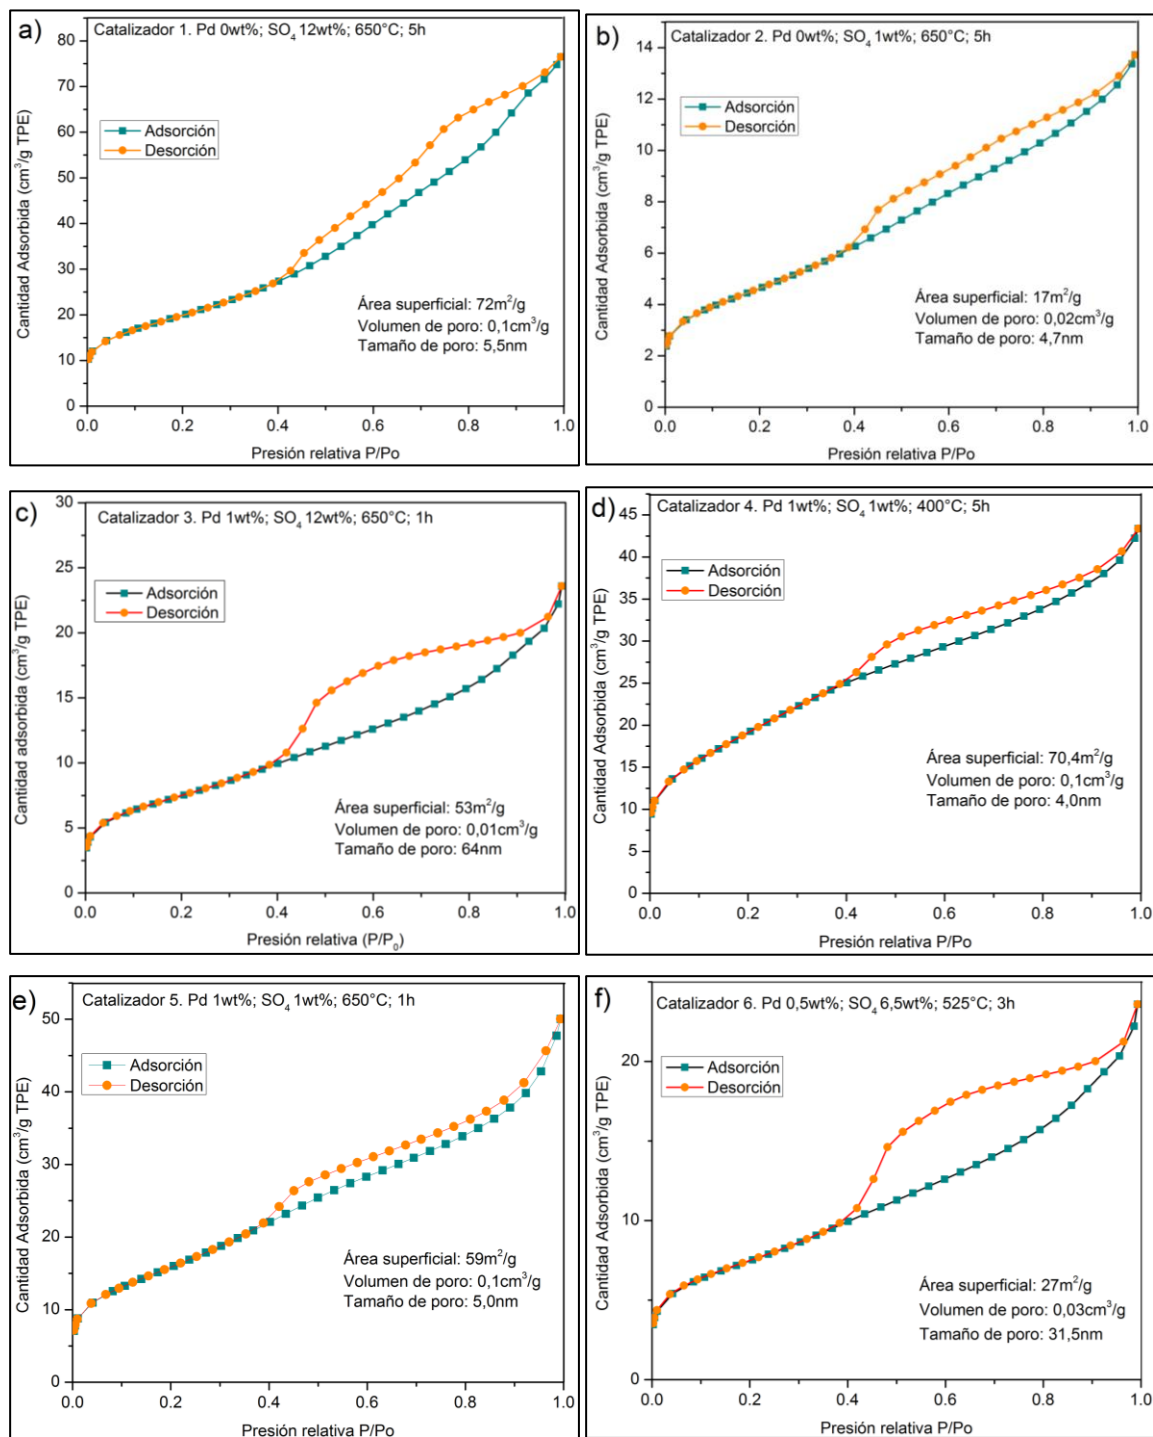 a)
Catalizador 1. Pd 0wt%; SO₄ 12wt%; 650°C; 5h
80
70
60
50
40
30
20
10
0
Cantidad Adsorbida (cm³/g TPE)
Adsorción
Desorción
Área superficial: 72m²/g
Volumen de poro: 0,1cm³/g
Tamaño de poro: 5,5nm
0.0 0.2 0.4 0.6 0.8 1.0
Presión relativa P/Po
b)
Catalizador 2. Pd 0wt%; SO₄ 1wt%; 650°C; 5h
14
12
10
8
6
4
2
0
Cantidad Adsorbida (cm³/g TPE)
Adsorción
Desorción
Área superficial: 17m²/g
Volumen de poro: 0,02cm³/g
Tamaño de poro: 4,7nm
0.0 0.2 0.4 0.6 0.8 1.0
Presión relativa P/Po
c)
Catalizador 3. Pd 1wt%; SO₄ 12wt%; 650°C; 1h
30
25
20
15
10
5
0
Cantidad adsorbida (cm³/g TPE)
Adsorción
Desorción
Área superficial: 53m²/g
Volumen de poro: 0,01cm³/g
Tamaño de poro: 64nm
0.0 0.2 0.4 0.6 0.8 1.0
Presión relativa (P/P₀)
d)
Catalizador 4. Pd 1wt%; SO₄ 1wt%; 400°C; 5h
45
40
35
30
25
20
15
10
5
0
Cantidad Adsorbida (cm³/g TPE)
Adsorción
Desorción
Área superficial: 70,4m²/g
Volumen de poro: 0,1cm³/g
Tamaño de poro: 4,0nm
0.0 0.2 0.4 0.6 0.8 1.0
Presión relativa P/Po
e)
Catalizador 5. Pd 1wt%; SO₄ 1wt%; 650°C; 1h
50
40
30
20
10
0
Cantidad Adsorbida (cm³/g TPE)
Adsorción
Desorción
Área superficial: 59m²/g
Volumen de poro: 0,1cm³/g
Tamaño de poro: 5,0nm
0.0 0.2 0.4 0.6 0.8 1.0
Presión relativa P/Po
f)
Catalizador 6. Pd 0,5wt%; SO₄ 6,5wt%; 525°C; 3h
20
10
0
Cantidad Adsorbida (cm³/g TPE)
Adsorción
Desorción
Área superficial: 27m²/g
Volumen de poro: 0,03cm³/g
Tamaño de poro: 31,5nm
0.0 0.2 0.4 0.6 0.8 1.0
Presión relativa P/Po